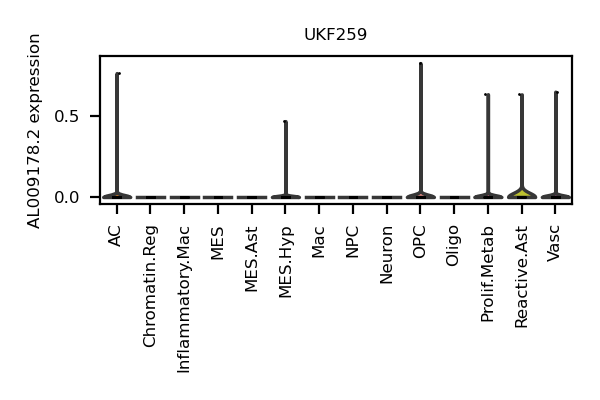 UKF259
AL009178.2 expression
0.5
0.0
AC
Chromatin.Reg
Inflammatory.Mac
MES
MES.Ast
MES.Hyp
Mac
NPC
Neuron
OPC
Oligo
Prolif.Metab
Reactive.Ast
Vasc